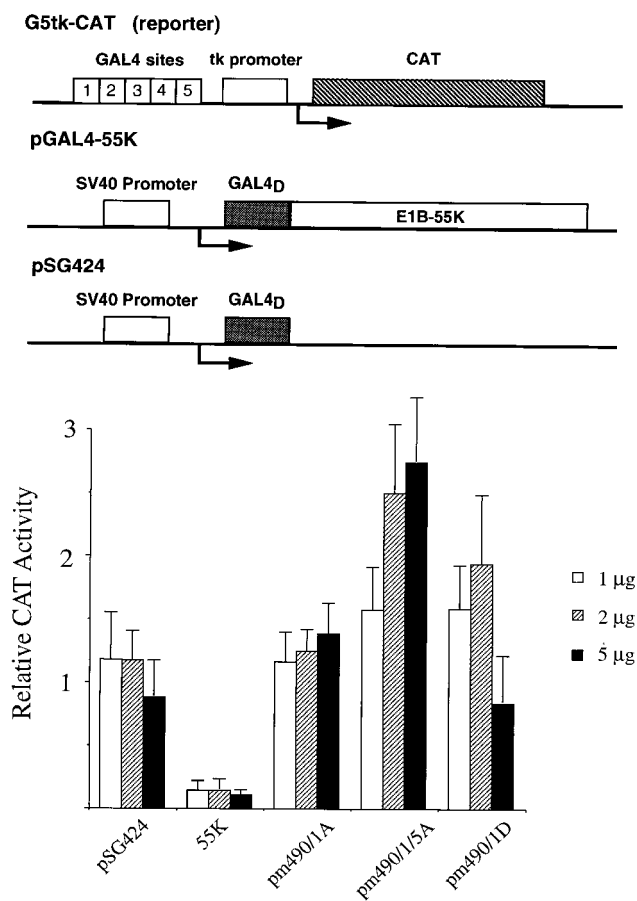 G5tk-CAT (reporter)
GAL4 sites tk promoter CAT
1 2 3 4 5
pGAL4-55K
SV40 Promoter GAL4D
E1B-55K
pSG424
SV40 Promoter GAL4D
3
2
1
Relative CAT Activity
1 µg
2 µg
5 µg
pSG424
55K
pm490/1A
pm490/1/5A
pm490/1D